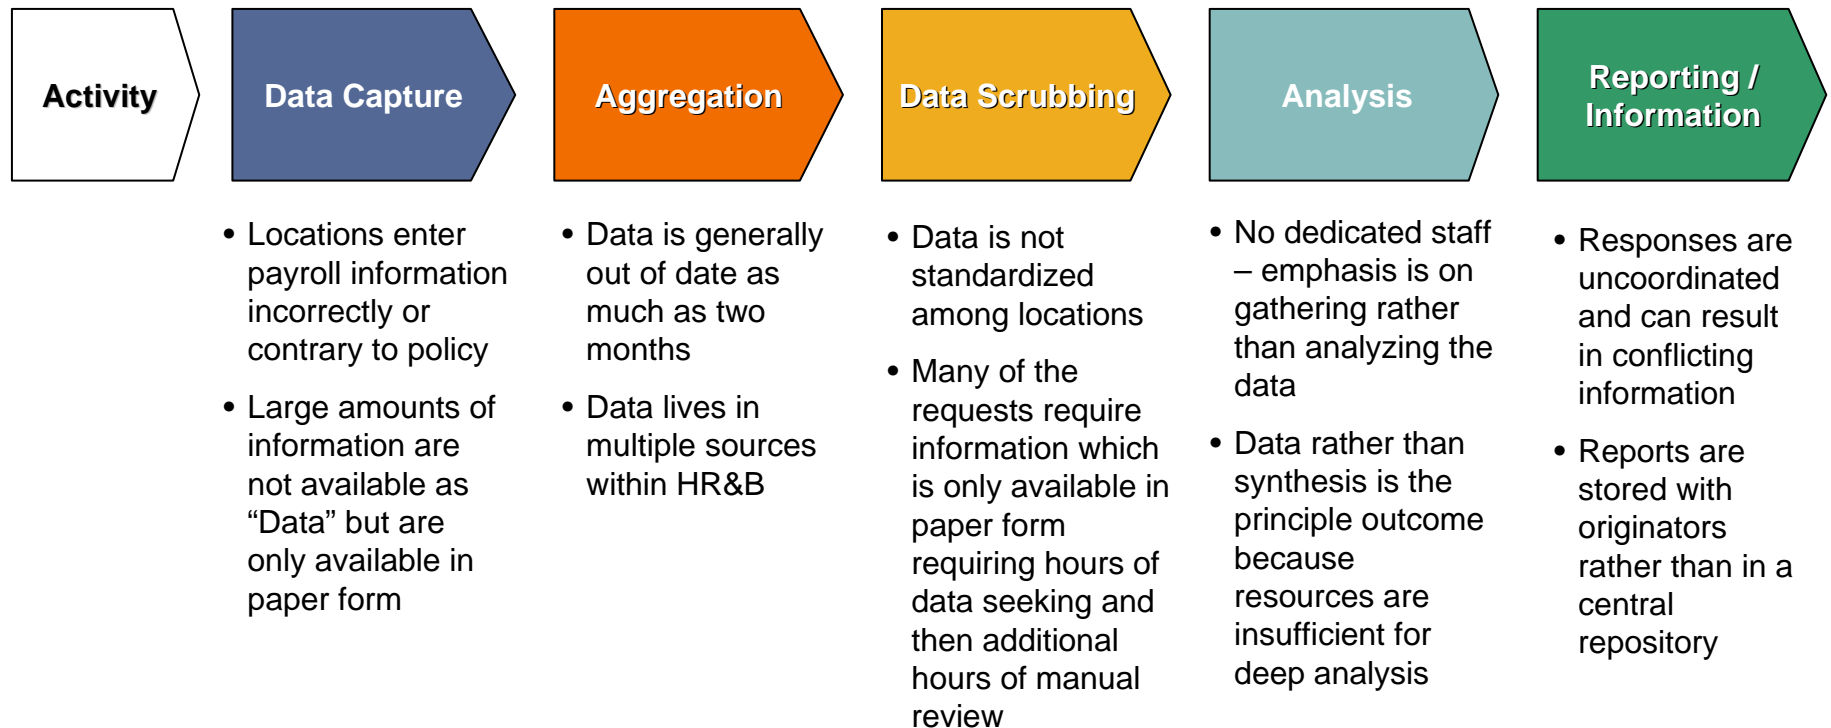 Activity
Data Capture
Aggregation
Data Scrubbing
Analysis
Reporting /
Information
• Locations enter
payroll information
incorrectly or
contrary to policy
• Large amounts of
information are
not available as
“Data” but are
only available in
paper form
• Data is generally
out of date as
much as two
months
• Data lives in
multiple sources
within HR&B
• Data is not
standardized
among locations
• Many of the
requests require
information which
is only available in
paper form
requiring hours of
data seeking and
then additional
hours of manual
review
• No dedicated staff
– emphasis is on
gathering rather
than analyzing the
data
• Data rather than
synthesis is the
principle outcome
because
resources are
insufficient for
deep analysis
• Responses are
uncoordinated
and can result
in conflicting
information
• Reports are
stored with
originators
rather than in a
central
repository